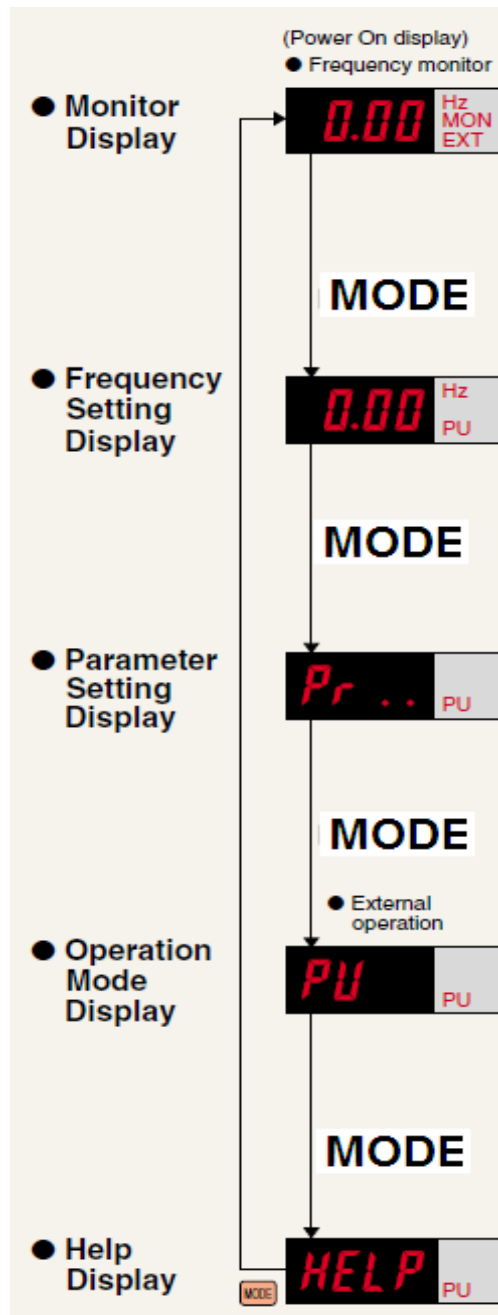 (Power On display)
● Frequency monitor
● Monitor
Display
0.00
Hz
MON
EXT
MODE
● Frequency
Setting
Display
0.00
Hz
PU
MODE
● Parameter
Setting
Display
Pr ..
PU
MODE
● External
operation
● Operation
Mode
Display
PU
PU
MODE
● Help
Display
MODE
HELP
PU